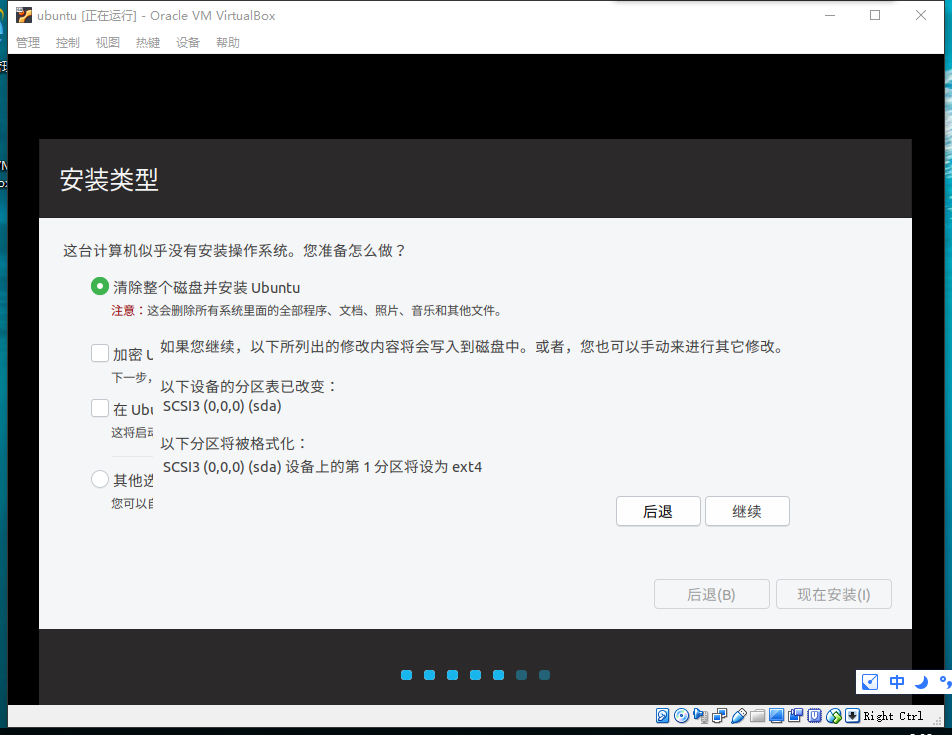 ubuntu [正在运行] - Oracle VM VirtualBox
管理 控制 视图 热键 设备 帮助
安装类型
这台计算机似乎没有安装操作系统。您准备怎么做？
清除整个磁盘并安装 Ubuntu
注意：这会删除所有系统里面的全部程序、文档、照片、音乐和其他文件。
加密
如果您继续，以下所列出的修改内容将会写入到磁盘中。或者，您也可以手动来进行其它修改。
下一步，
以下设备的分区表已改变：
SCSI3 (0,0,0) (sda)
在 Ubu
这将启动
以下分区将被格式化：
SCSI3 (0,0,0) (sda) 设备上的第 1 分区将设为 ext4
其他选
您可以自
后退 继续
后退(B) 现在安装(I)
中
Right Ctrl